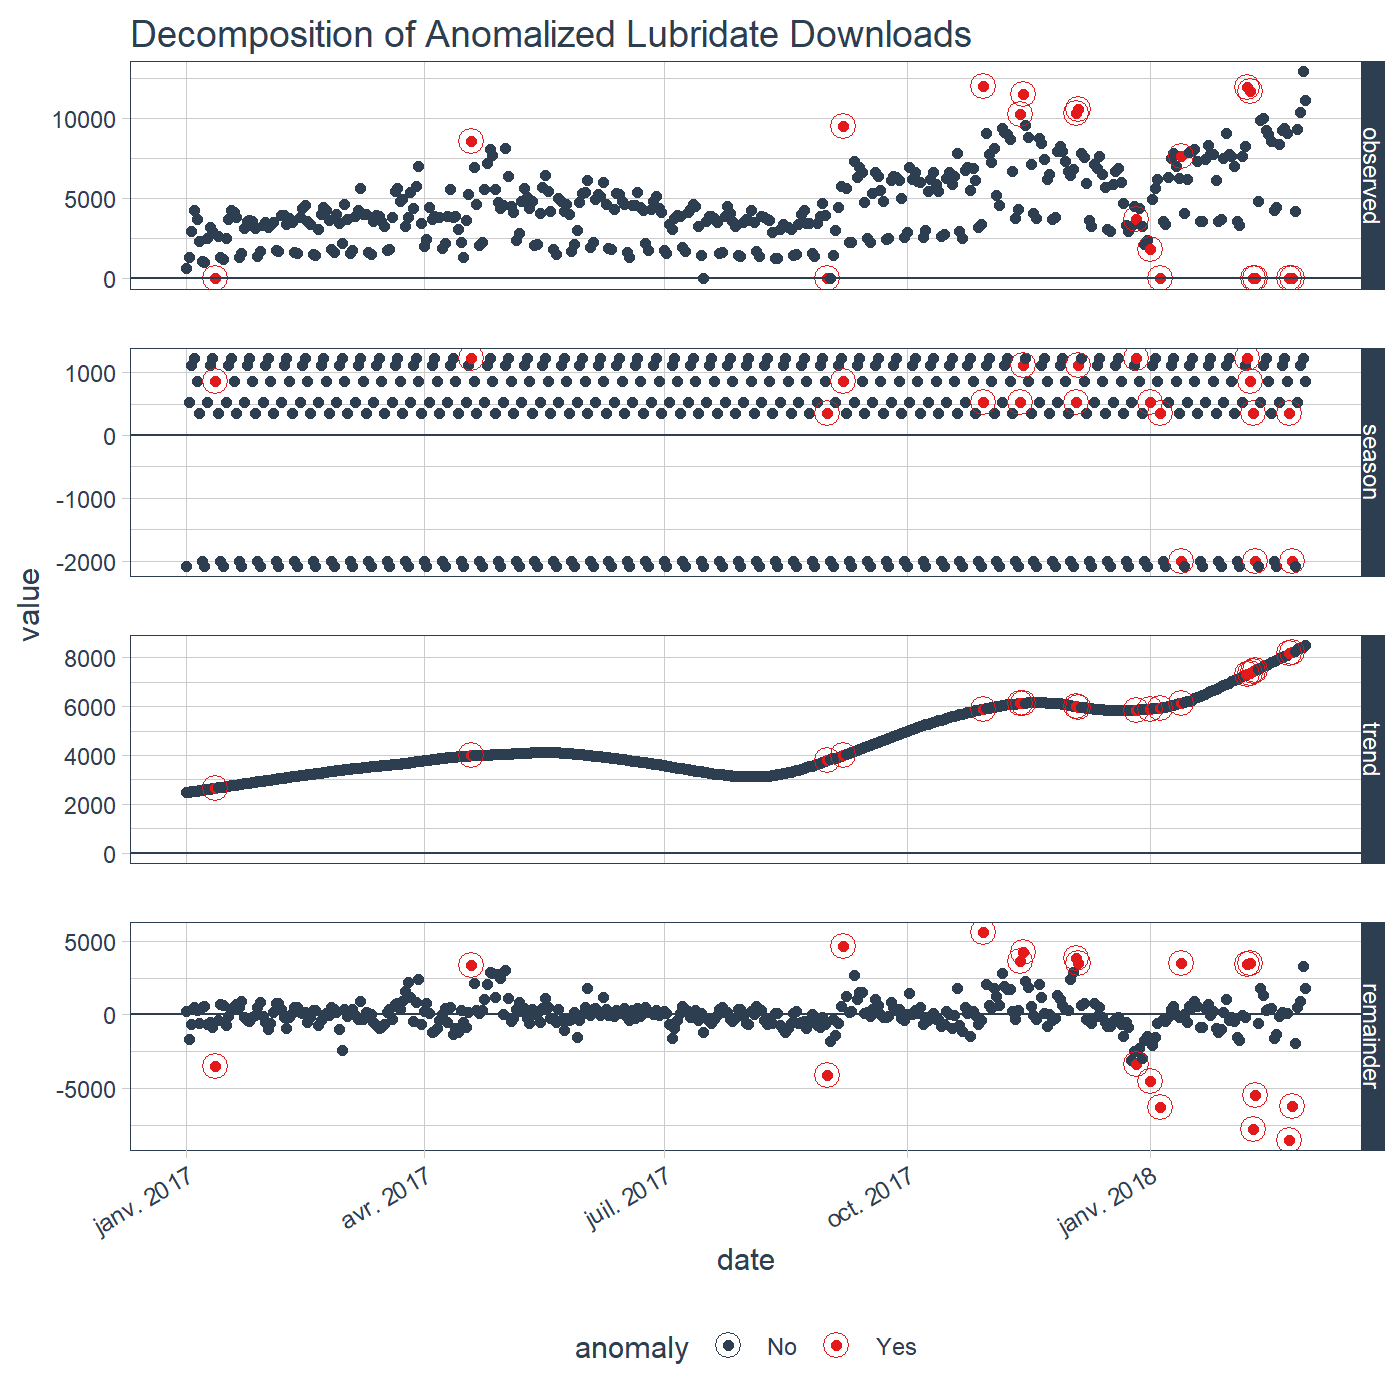 Decomposition of Anomalized Lubridate Downloads
10000
5000
0
observed
1000
0
-1000
-2000
season
value
8000
6000
4000
2000
0
trend
5000
0
-5000
remainder
janv. 2017
avr. 2017
juil. 2017
oct. 2017
janv. 2018
date
anomaly No Yes